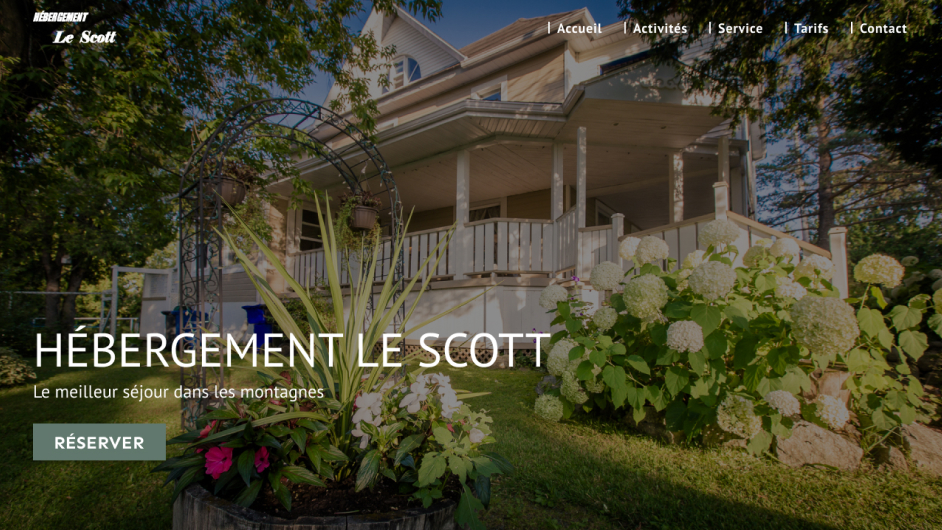 HÉBERGEMENT
Le Scott
| Accueil | Activités | Service | Tarifs | Contact
HÉBERGEMENT LE SCOTT
Le meilleur séjour dans les montagnes
RÉSERVER